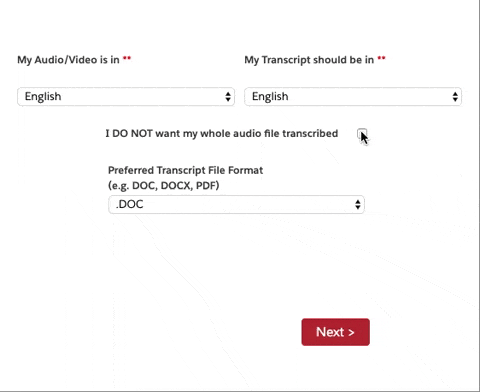 My Audio/Video is in **
My Transcript should be in **
English
English
I DO NOT want my whole audio file transcribed
Preferred Transcript File Format
(e.g. DOC, DOCX, PDF)
.DOC
Next >